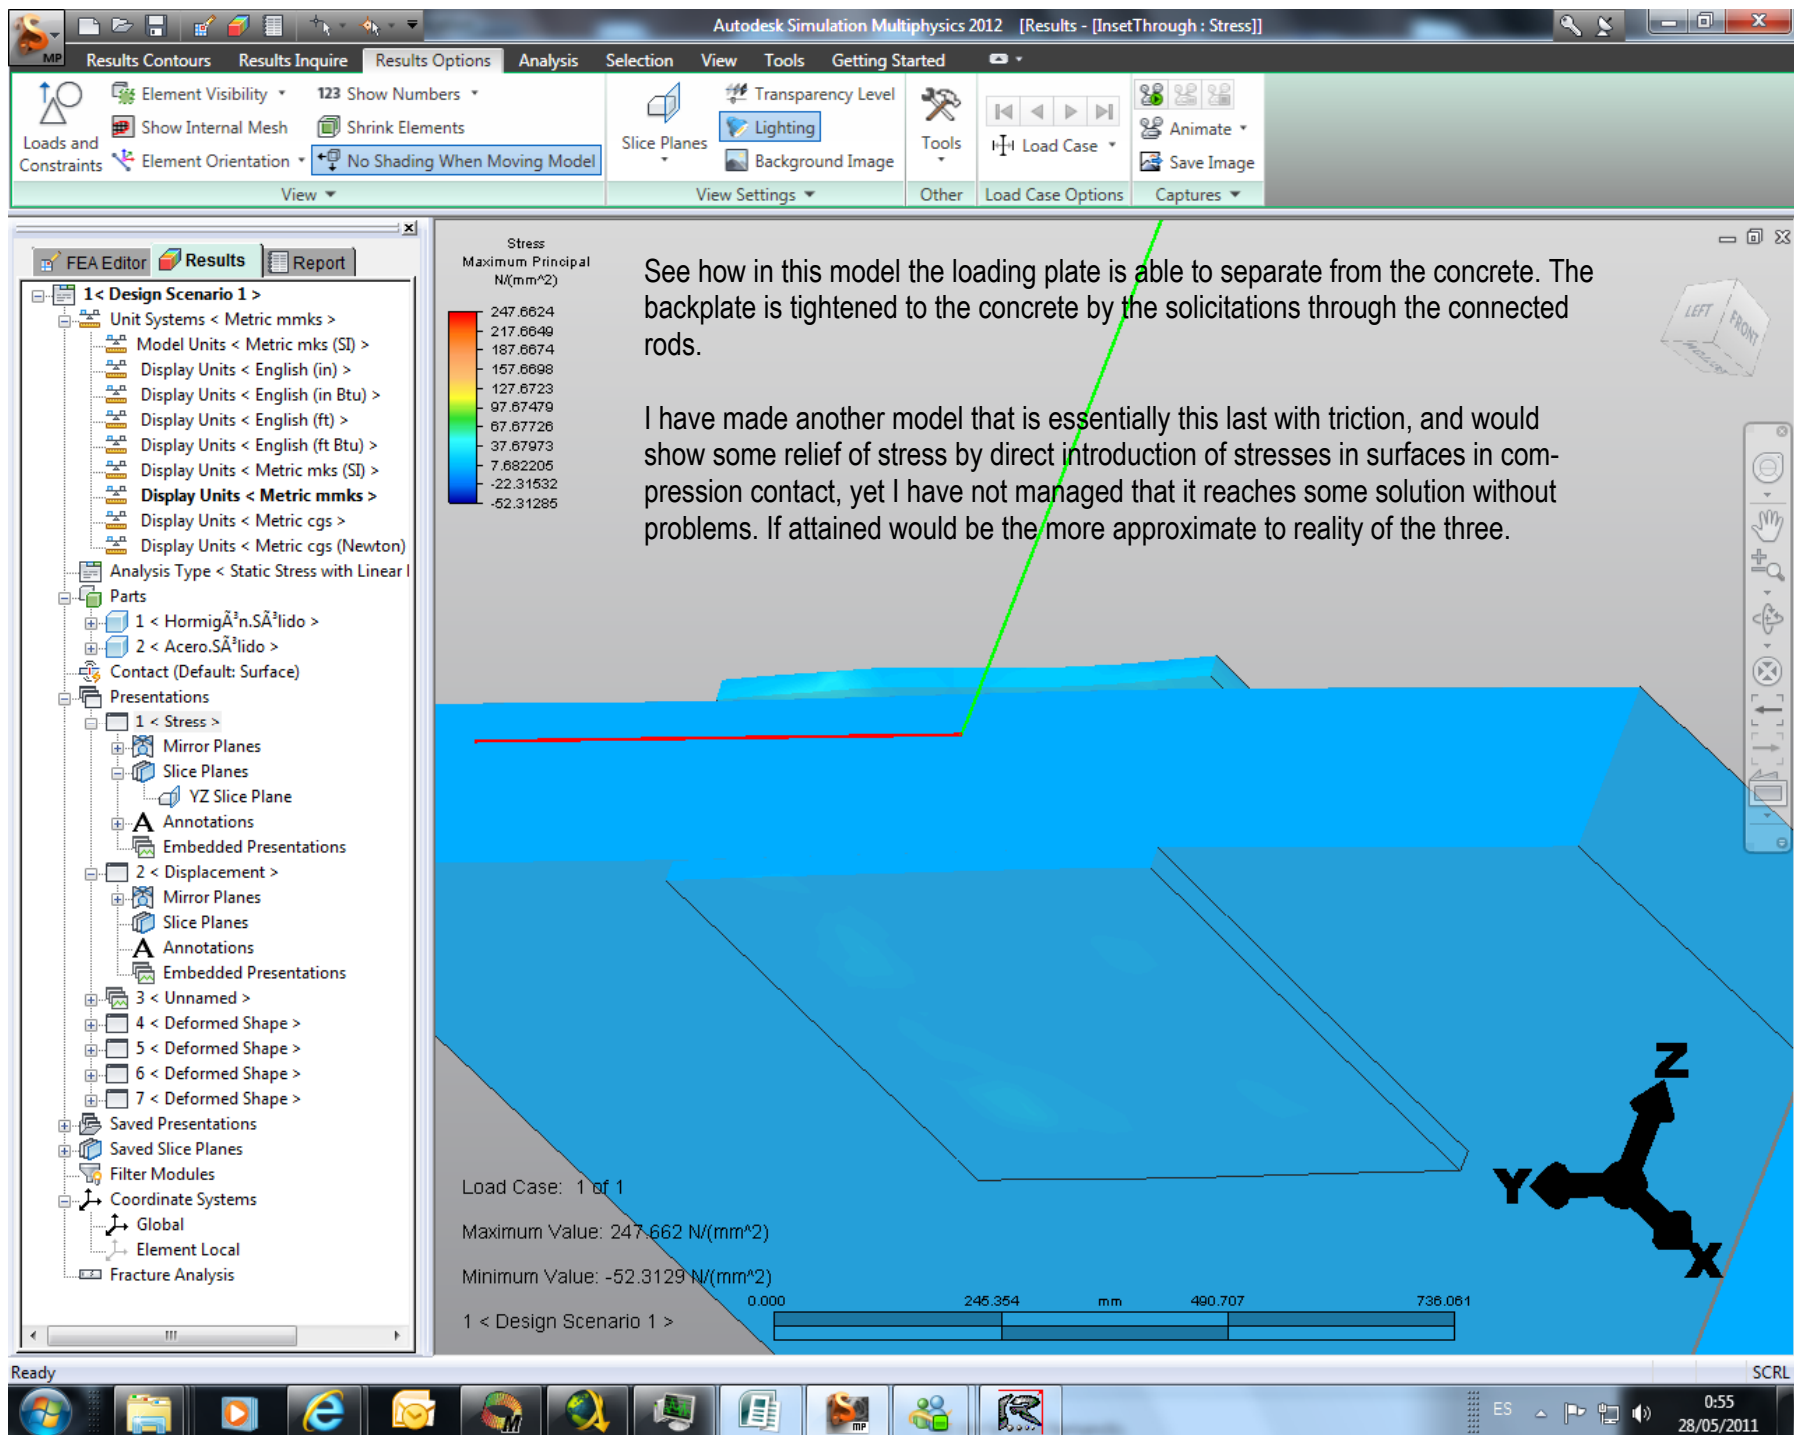 Autodesk Simulation Multiphysics 2012 [Results - [InsetThrough : Stress]]
MP
Results Contours Results Inquire Results Options Analysis Selection View Tools Getting Started
Loads and Constraints
Element Visibility
Show Internal Mesh
Element Orientation
123 Show Numbers
Shrink Elements
No Shading When Moving Model
View
Slice Planes
Transparency Level
Lighting
Background Image
View Settings
Tools
Other
Load Case
Load Case Options
Animate
Save Image
Captures
FEA Editor Results Report
1< Design Scenario 1 >
Unit Systems < Metric mmks >
Model Units < Metric mks (SI) >
Display Units < English (in) >
Display Units < English (in Btu) >
Display Units < English (ft) >
Display Units < English (ft Btu) >
Display Units < Metric mks (SI) >
Display Units < Metric mmks >
Display Units < Metric cgs >
Display Units < Metric cgs (Newton)
Analysis Type < Static Stress with Linear
Parts
1 < HormigÃ³n.SÃ³lido >
2 < Acero.SÃ³lido >
Contact (Default: Surface)
Presentations
1 < Stress >
Mirror Planes
Slice Planes
YZ Slice Plane
A Annotations
Embedded Presentations
2 < Displacement >
Mirror Planes
Slice Planes
A Annotations
Embedded Presentations
3 < Unnamed >
4 < Deformed Shape >
5 < Deformed Shape >
6 < Deformed Shape >
7 < Deformed Shape >
Saved Presentations
Saved Slice Planes
Filter Modules
Coordinate Systems
Global
Element Local
Fracture Analysis
Stress
Maximum Principal
N/(mm^2)
247.6624
217.6649
187.6674
157.6698
127.6723
97.67479
67.67726
37.67973
7.682205
-22.31532
-52.31285
See how in this model the loading plate is able to separate from the concrete. The
backplate is tightened to the concrete by the solicitations through the connected
rods.
I have made another model that is essentially this last with triction, and would
show some relief of stress by direct introduction of stresses in surfaces in com-
pression contact, yet I have not managed that it reaches some solution without
problems. If attained would be the more approximate to reality of the three.
LEFT FRONT
Z
Y
X
Load Case: 1 of 1
Maximum Value: 247.662 N/(mm^2)
Minimum Value: -52.3129 N/(mm^2)
0.000 245.354 mm 490.707 736.061
1 < Design Scenario 1 >
Ready
SCRL
M
MP
ES
0:55
28/05/2011